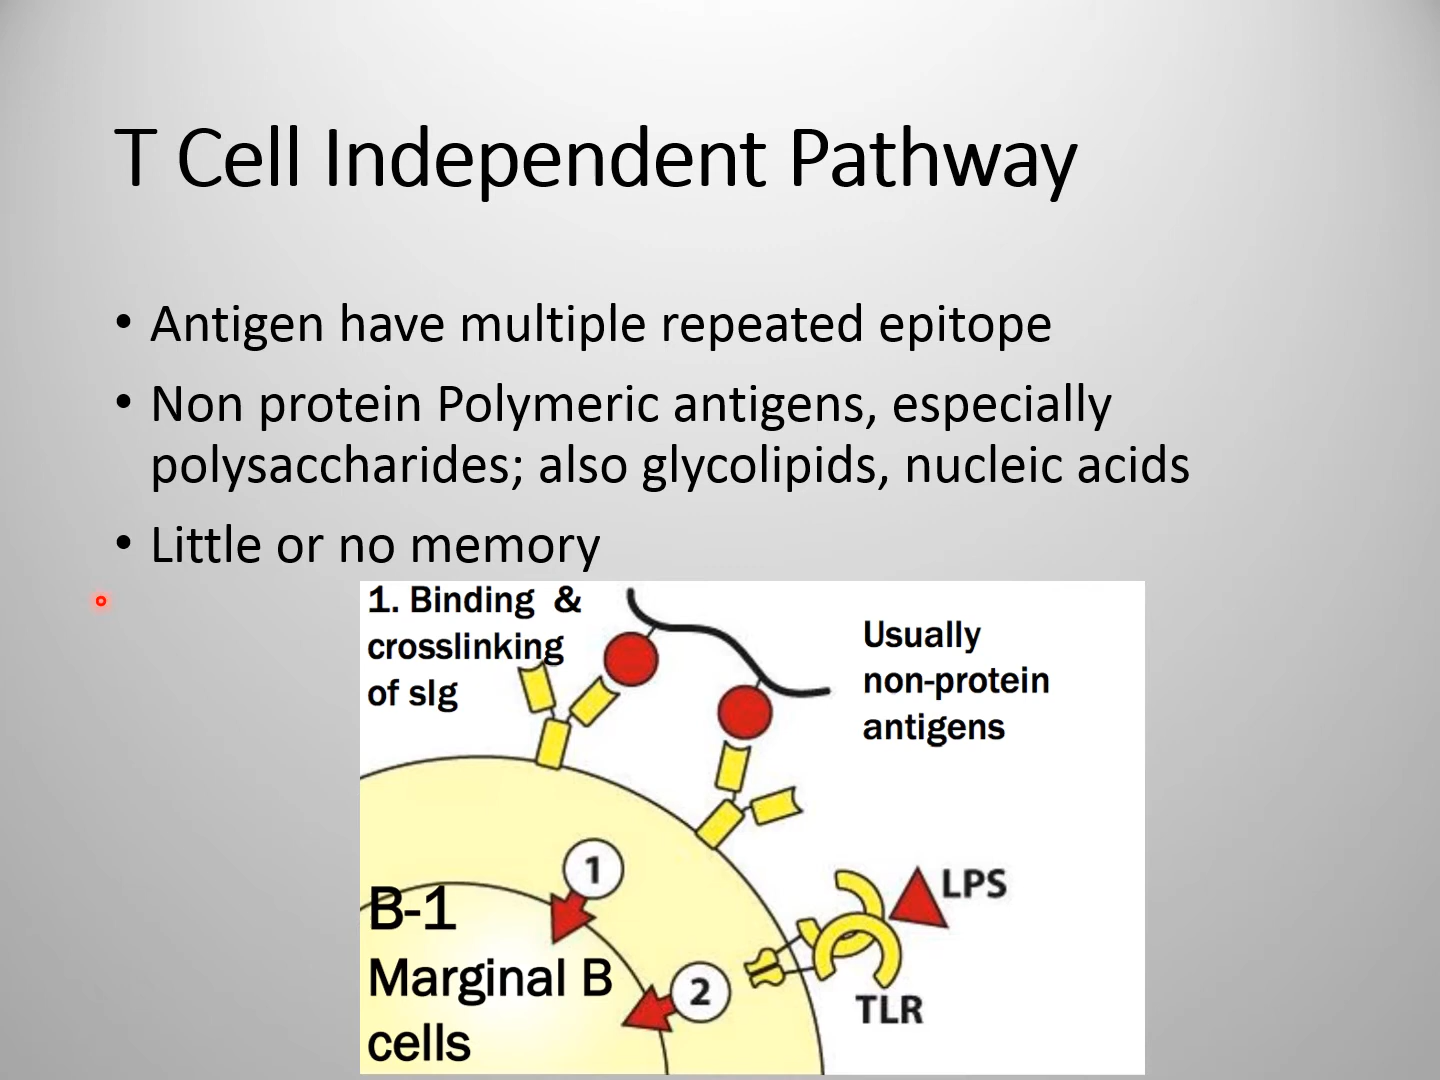 T Cell Independent Pathway
• Antigen have multiple repeated epitope
• Non protein Polymeric antigens, especially
polysaccharides; also glycolipids, nucleic acids
• Little or no memory
1. Binding &
crosslinking
of sIg
Usually
non-protein
antigens
1
B-1
Marginal B
cells
2
LPS
TLR